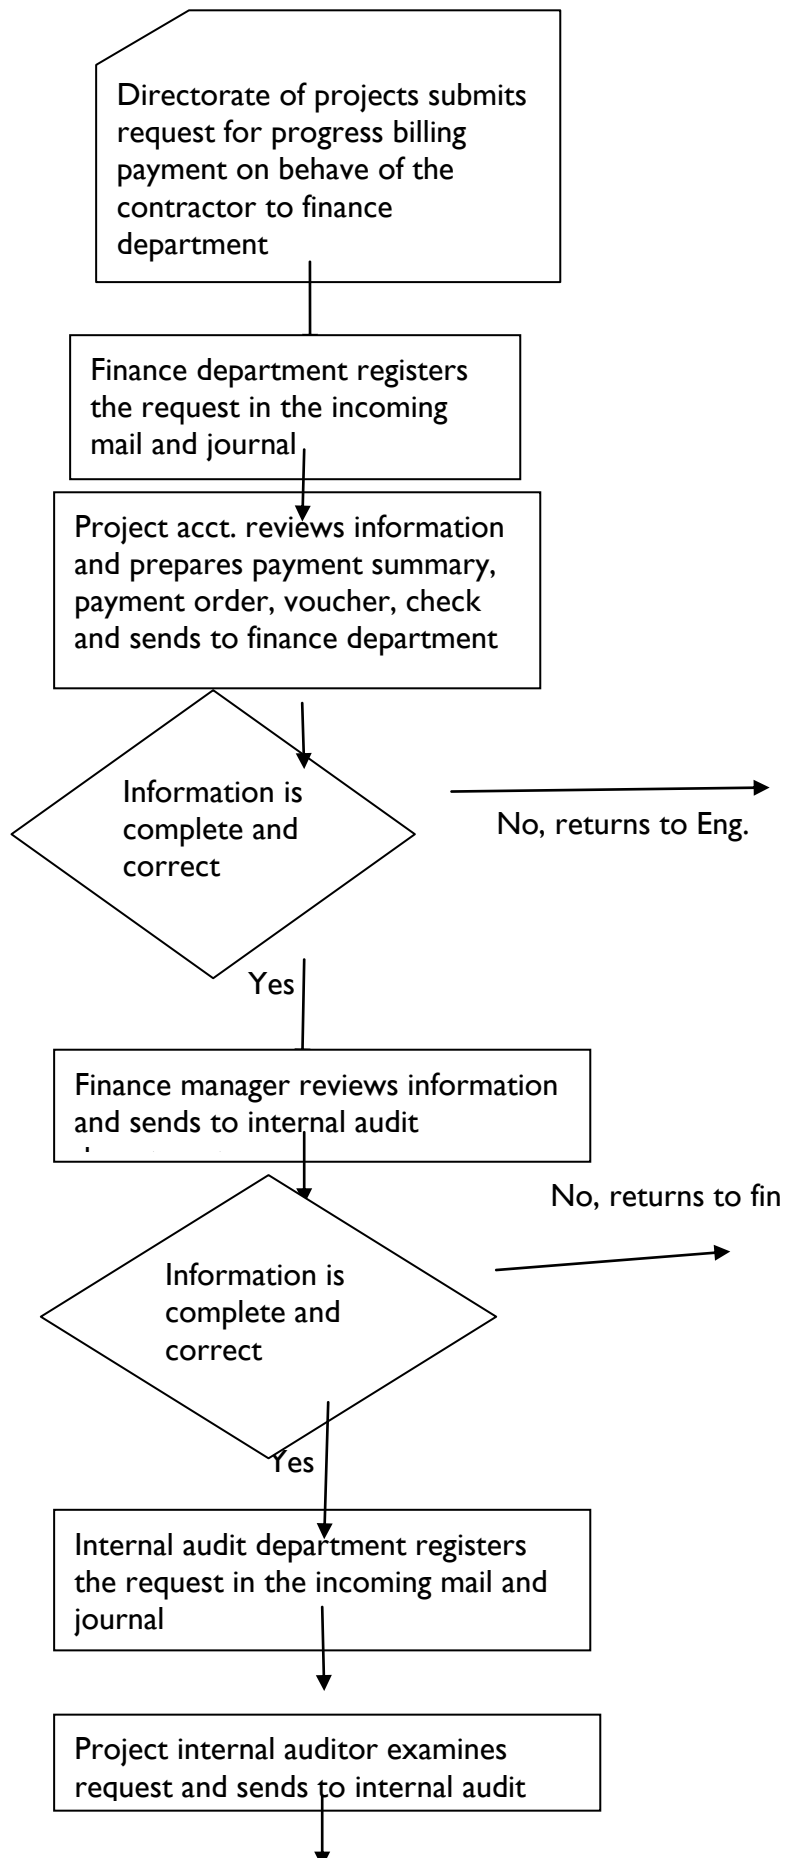 Directorate of projects submits
request for progress billing
payment on behave of the
contractor to finance
department
Finance department registers
the request in the incoming
mail and journal
Project acct. reviews information
and prepares payment summary,
payment order, voucher, check
and sends to finance department
Information is
complete and
correct
No, returns to Eng.
Yes
Finance manager reviews information
and sends to internal audit
No, returns to fin
Information is
complete and
correct
Yes
Internal audit department registers
the request in the incoming mail and
journal
Project internal auditor examines
request and sends to internal audit